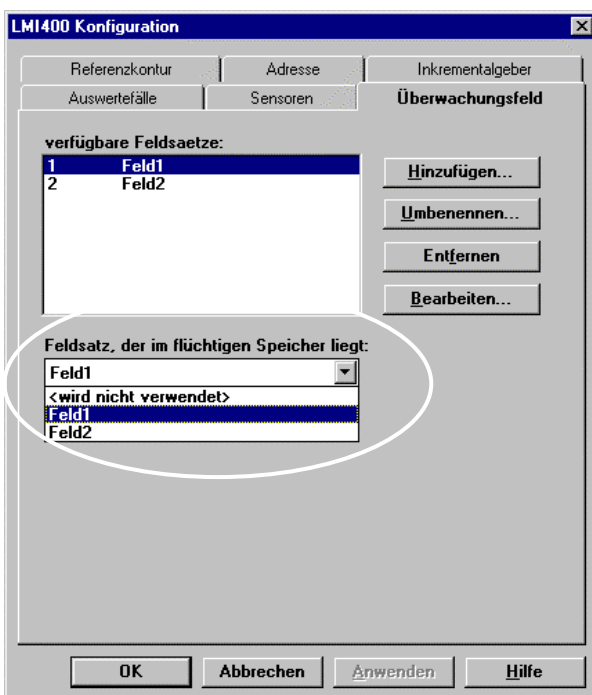 LMI400 Konfiguration
Referenzkontur Adresse Inkrementalgeber
Auswertefälle Sensoren Überwachungsfeld
verfügbare Feldsaetze:
1 Feld1
2 Feld2
Hinzufügen...
Umbenennen...
Entfernen
Bearbeiten...
Feldsatz, der im flüchtigen Speicher liegt:
Feld1
<wird nicht verwendet>
Feld1
Feld2
OK Abbrechen Anwenden Hilfe